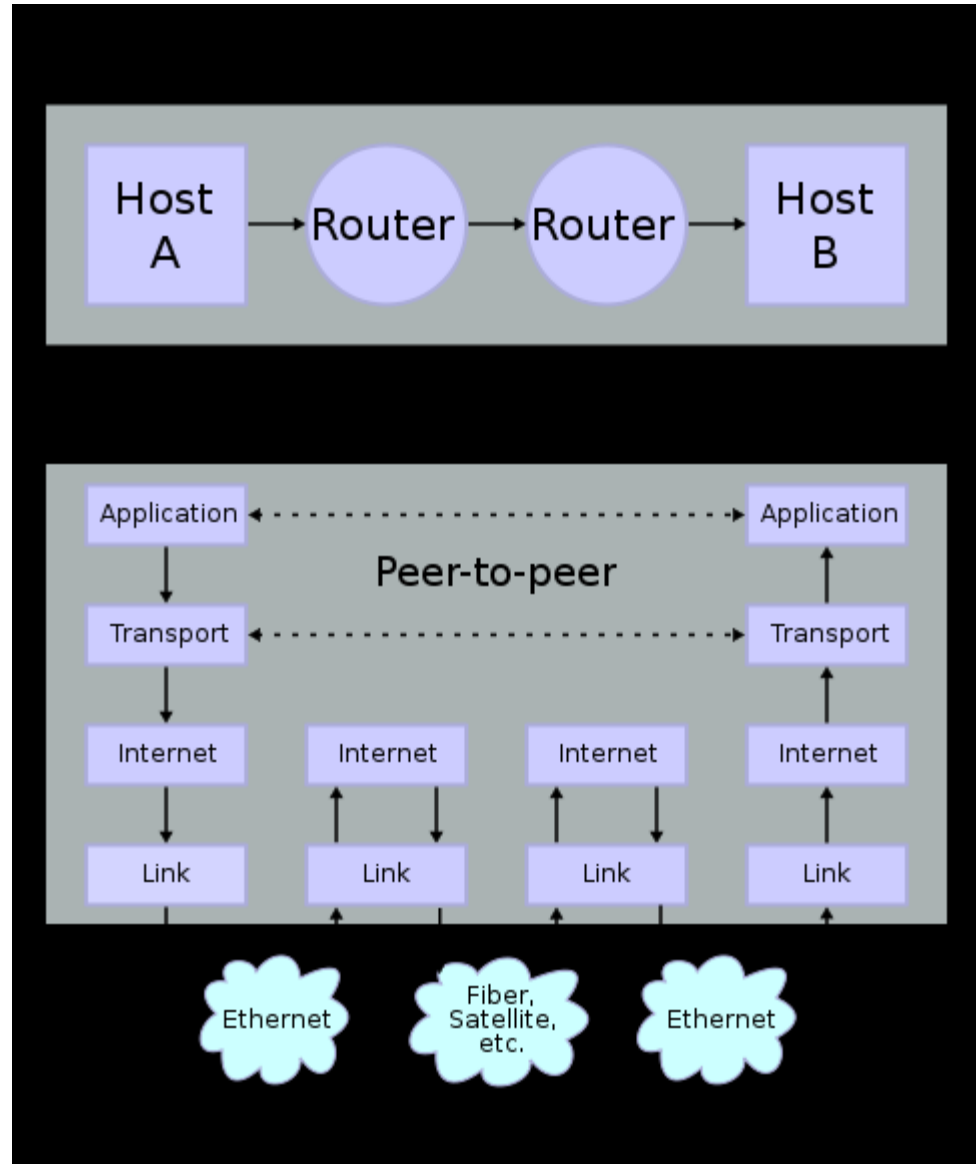 Host
A
Router
Router
Host
B
Application
Application
Peer-to-peer
Transport
Transport
Internet
Internet
Internet
Internet
Link
Link
Link
Link
Ethernet
Fiber,
Satellite,
etc.
Ethernet